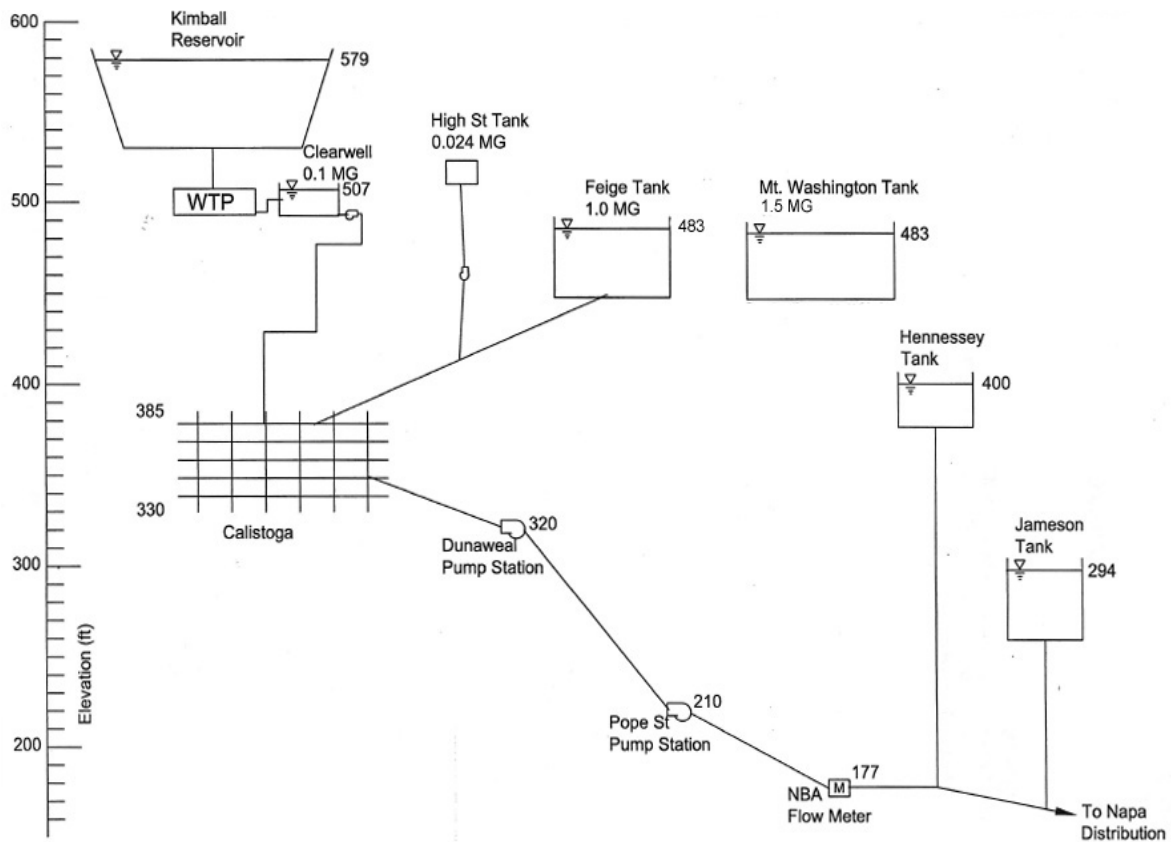 600
Kimball
Reservoir
579
High St Tank
0.024 MG
Clearwell
0.1 MG
507
WTP
500
Feige Tank
1.0 MG
483
Mt. Washington Tank
1.5 MG
483
Hennessey
Tank
400
400
385
330
Calistoga
320
Dunaweal
Pump Station
300
Jameson
Tank
294
Elevation (ft)
210
Pope St
Pump Station
200
177
M
NBA
Flow Meter
To Napa
Distribution